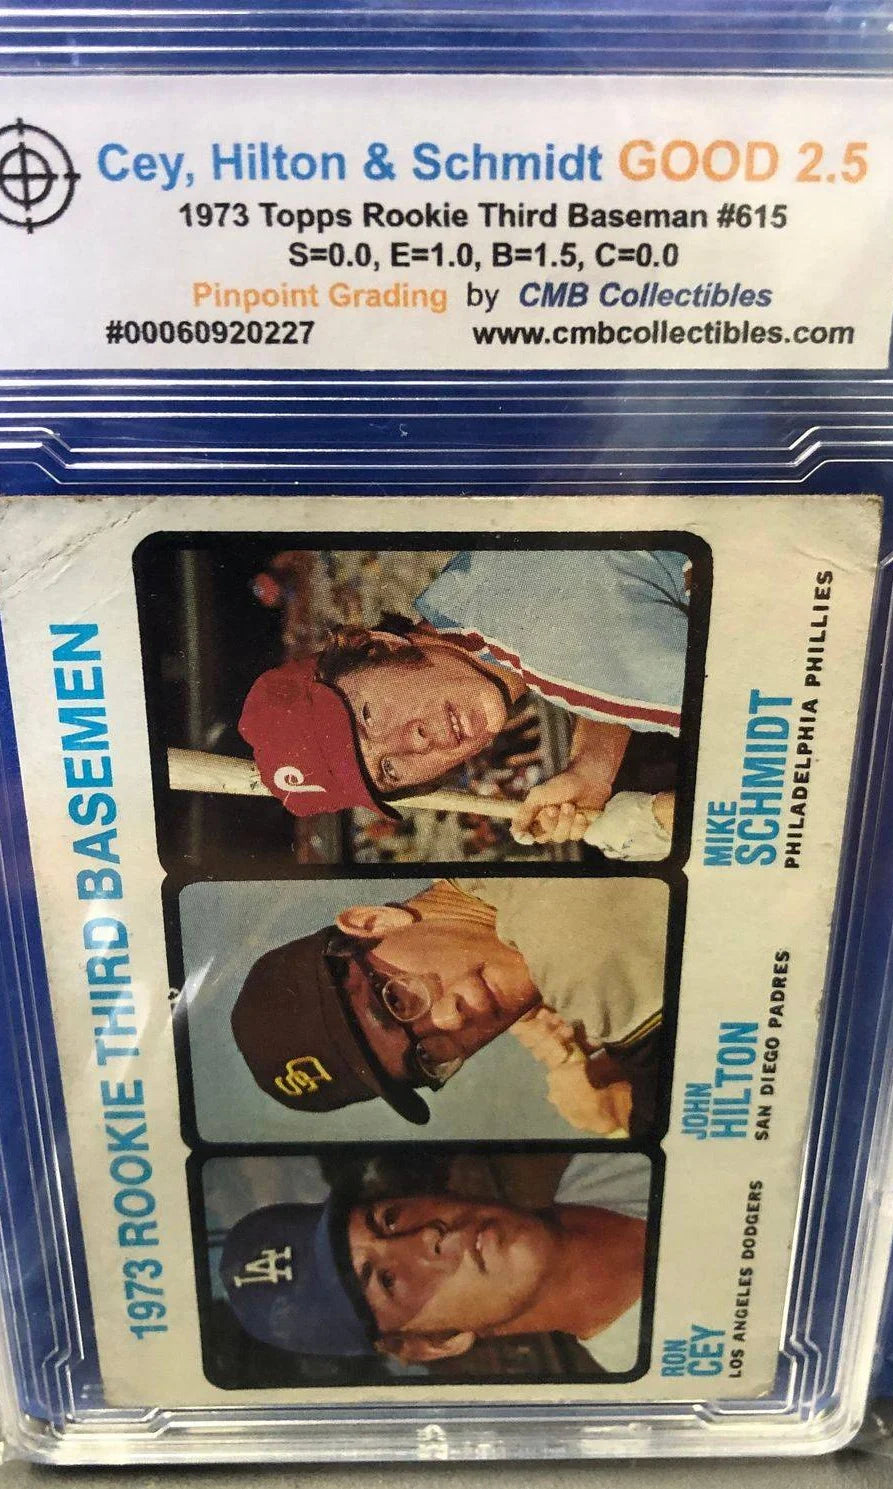 Cey, Hilton & Schmidt GOOD 2.5
1973 Topps Rookie Third Baseman #615
S=0.0, E=1.0, B=1.5, C=0.0
Pinpoint Grading by CMB Collectibles
#00060920227 www.cmbcollectibles.com
1973 ROOKIE THIRD BASEMEN
P
SD
LA
RON
CEY
LOS ANGELES DODGERS
JOHN
HILTON
SAN DIEGO PADRES
MIKE
SCHMIDT
PHILADELPHIA PHILLIES